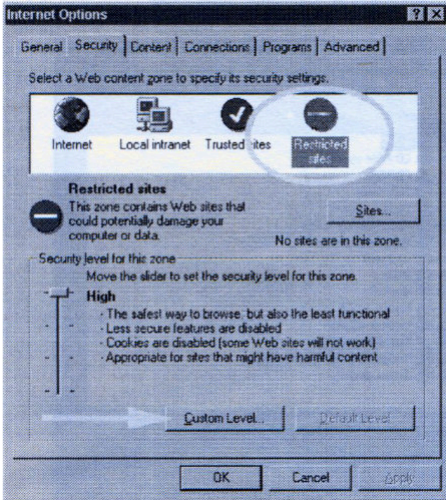 Internet Options
General Security Content Connections Programs Advanced
Select a Web content zone to specify its security settings.
Internet Local intranet Trusted sites Restricted sites
Restricted sites
This zone contains Web sites that
could potentially damage your
computer or data.
Sites...
No sites are in this zone.
Security level for this zone
Move the slider to set the security level for this zone.
High
- The safest way to browse, but also the least functional
- Less secure features are disabled
- Cookies are disabled (some Web sites will not work)
- Appropriate for sites that might have harmful content
Custom Level... Default Level
OK Cancel Apply